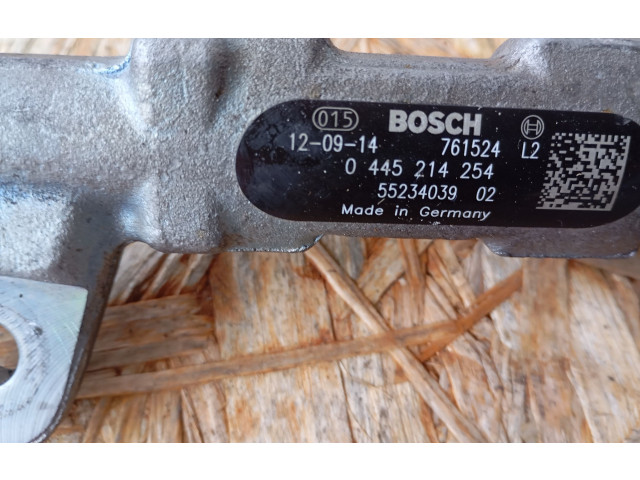 015 BOSCH
12-09-14 761524 L2
0 445 214 254
55234039 02
Made in Germany